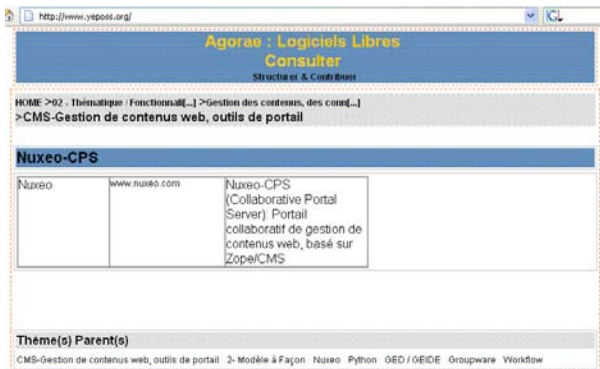 http://www.yeposs.org/
Agorae : Logiciels Libres
Consulter
Structurer & Contribuer
HOME >02 - Thématique / Fonctionnali[...] >Gestion des contenus, des conn[...]
>CMS-Gestion de contenus web, outils de portail
Nuxeo-CPS
Nuxeo
www.nuxeo.com
Nuxeo-CPS
(Collaborative Portal
Server): Portail
collaboratif de gestion de
contenus web, basé sur
Zope/CMS
Thème(s) Parent(s)
CMS-Gestion de contenus web, outils de portail 2- Modèle à Façon Nuxeo Python GED / GEIDE Groupware Workflow